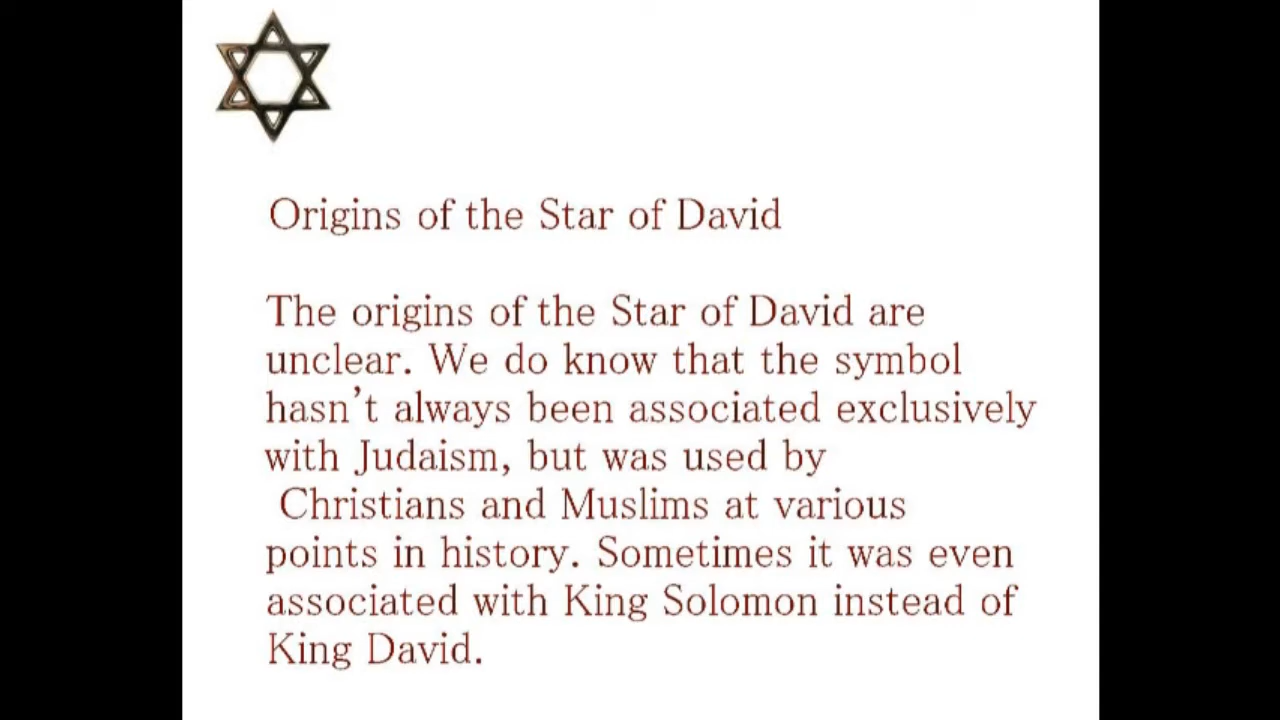 Origins of the Star of David
The origins of the Star of David are
unclear. We do know that the symbol
hasn't always been associated exclusively
with Judaism, but was used by
Christians and Muslims at various
points in history. Sometimes it was even
associated with King Solomon instead of
King David.